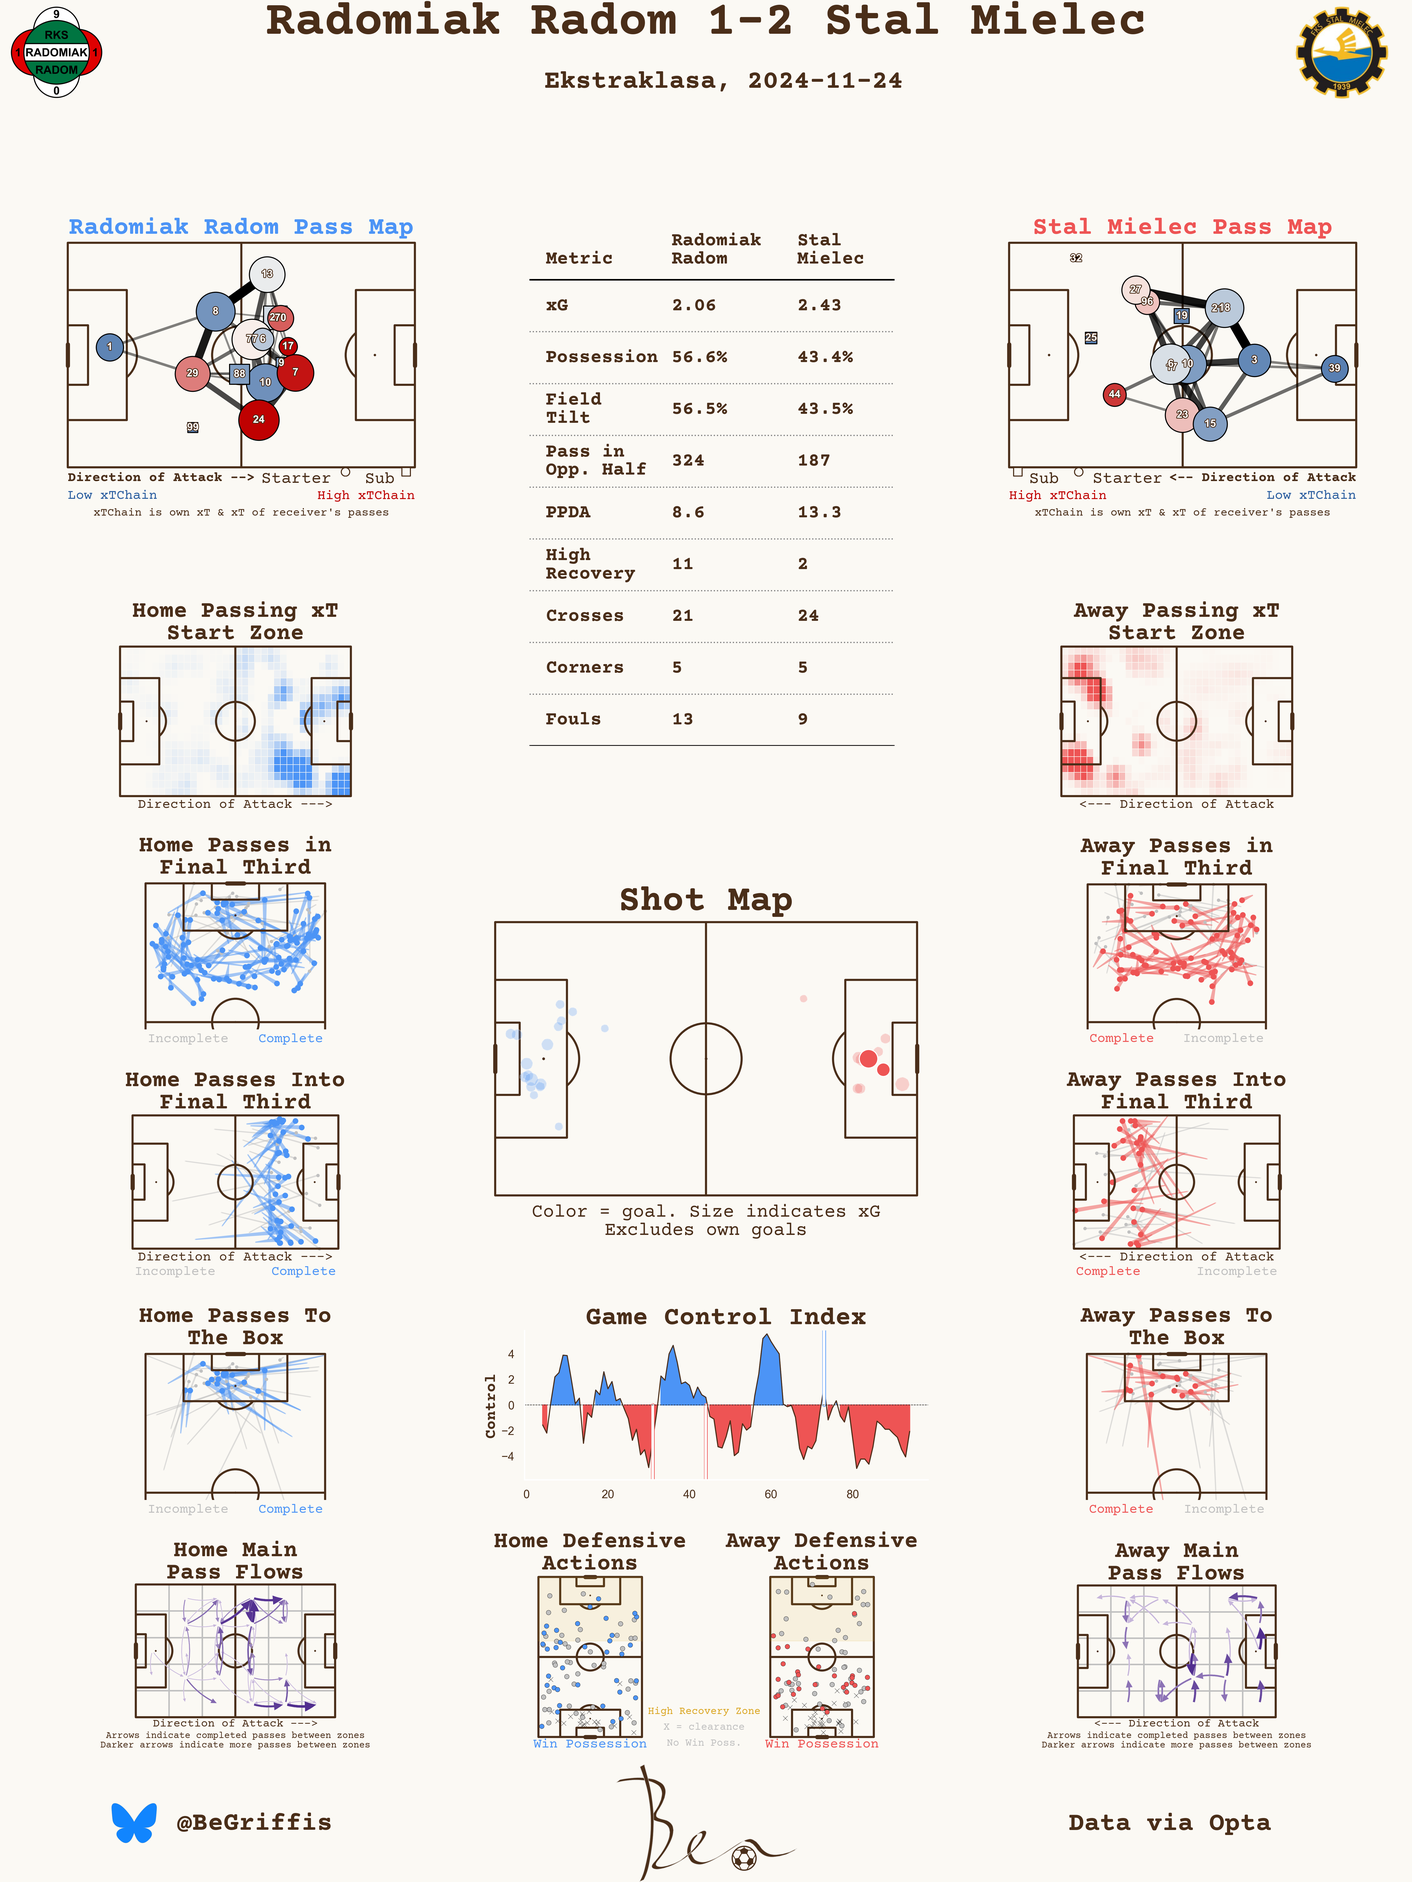 Radomiak Radom 1-2 Stal Mielec
Ekstraklasa, 2024-11-24
9
RKS
1 RADOMIAK 1
RADOM
0
FKS STAL MIELEC
1939
Radomiak Radom Pass Map
13
8
270
1
77 6
17
9
29
88
10
7
24
99
Direction of Attack --> Starter Sub
Low xTChain High xTChain
xTChain is own xT & xT of receiver's passes
Metric Radomiak Radom Stal Mielec
xG 2.06 2.43
Possession 56.6% 43.4%
Field Tilt 56.5% 43.5%
Pass in Opp. Half 324 187
PPDA 8.6 13.3
High Recovery 11 2
Crosses 21 24
Corners 5 5
Fouls 13 9
Stal Mielec Pass Map
32
27
96
19
25
10
3
39
44
23
15
Sub Starter <-- Direction of Attack
High xTChain Low xTChain
xTChain is own xT & xT of receiver's passes
Home Passing xT
Start Zone
Direction of Attack --->
Away Passing xT
Start Zone
<--- Direction of Attack
Home Passes in
Final Third
Incomplete Complete
Away Passes in
Final Third
Complete Incomplete
Shot Map
Color = goal. Size indicates xG
Excludes own goals
Home Passes Into
Final Third
Direction of Attack --->
Incomplete Complete
Away Passes Into
Final Third
<--- Direction of Attack
Complete Incomplete
Home Passes To
The Box
Incomplete Complete
Game Control Index
Control
4
2
0
−2
−4
0 20 40 60 80
Away Passes To
The Box
Complete Incomplete
Home Main
Pass Flows
Direction of Attack --->
Arrows indicate completed passes between zones
Darker arrows indicate more passes between zones
Home Defensive
Actions
Win Possession
High Recovery Zone
X = clearance
No Win Poss.
Away Defensive
Actions
Win Possession
Away Main
Pass Flows
<--- Direction of Attack
Arrows indicate completed passes between zones
Darker arrows indicate more passes between zones
@BeGriffis
Ben
Data via Opta